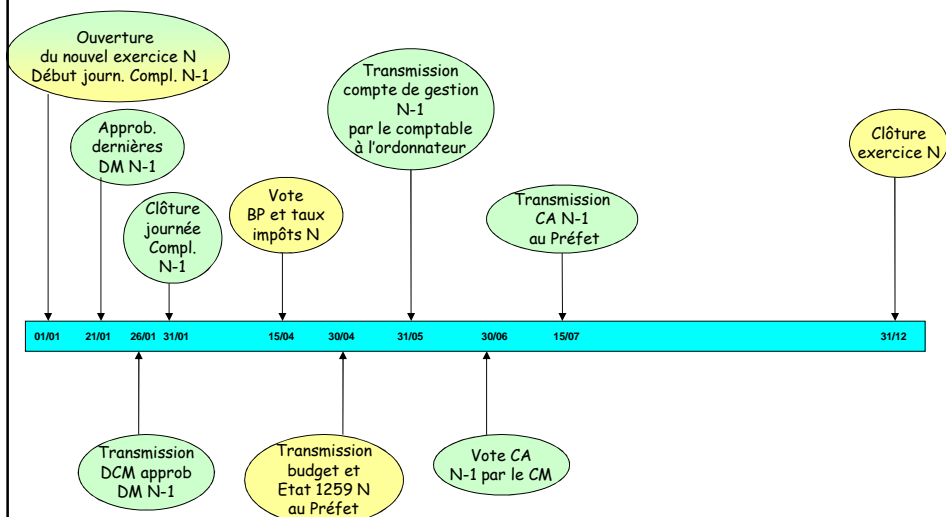 Ouverture
du nouvel exercice N
Début journ. Compl. N-1
Approb.
dernières
DM N-1
Clôture
journée
Compl.
N-1
Vote
BP et taux
impôts N
Transmission
compte de gestion
N-1
par le comptable
à l'ordonnateur
Transmission
CA N-1
au Préfet
Clôture
exercice N
01/01 21/01 26/01 31/01 15/04 30/04 31/05 30/06 15/07 31/12
Transmission
DCM approb
DM N-1
Transmission
budget et
Etat 1259 N
au Préfet
Vote CA
N-1 par le CM